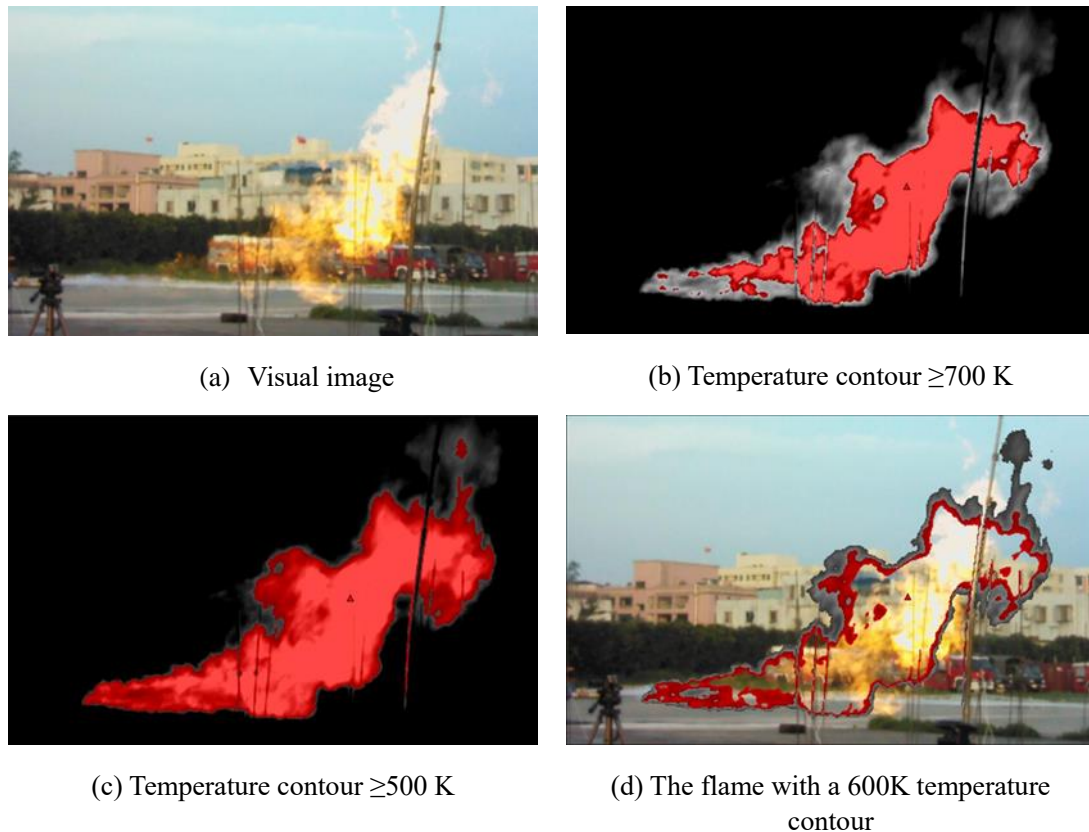 (a) Visual image
(b) Temperature contour ≥700 K
(c) Temperature contour ≥500 K
(d) The flame with a 600K temperature
contour